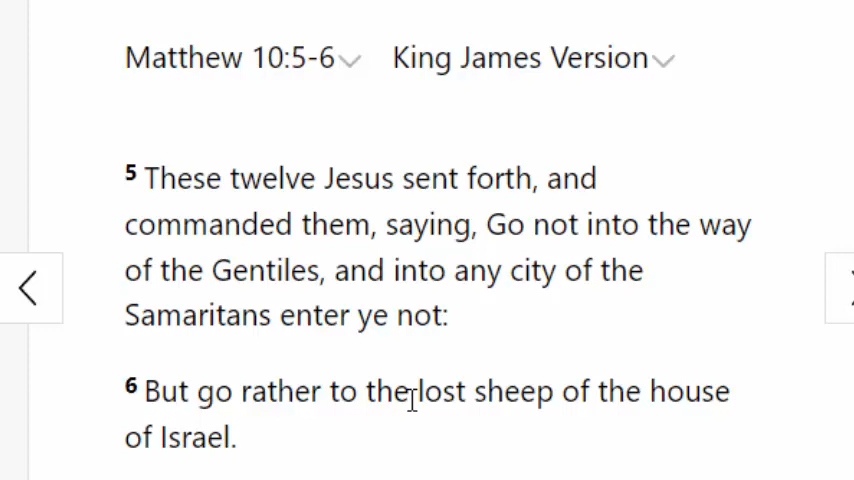 Matthew 10:5-6 King James Version
5 These twelve Jesus sent forth, and
commanded them, saying, Go not into the way
of the Gentiles, and into any city of the
Samaritans enter ye not:
6 But go rather to the lost sheep of the house
of Israel.